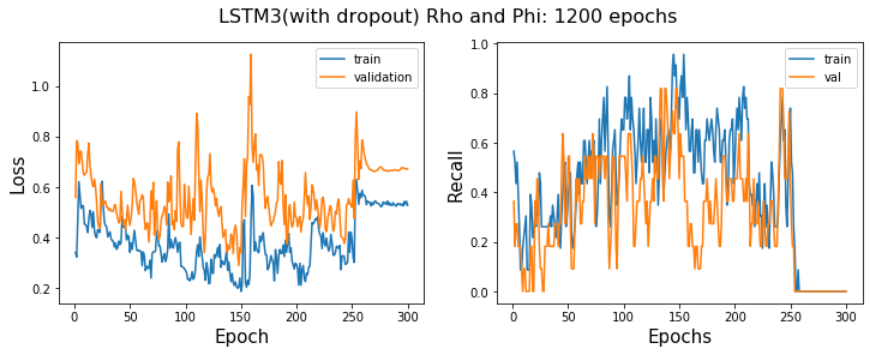 LSTM3(with dropout) Rho and Phi: 1200 epochs
Loss
1.0
0.8
0.6
0.4
0.2
0
50
100
150
200
250
300
Epoch
train
validation
Recall
1.0
0.8
0.6
0.4
0.2
0.0
0
50
100
150
200
250
300
Epochs
train
val